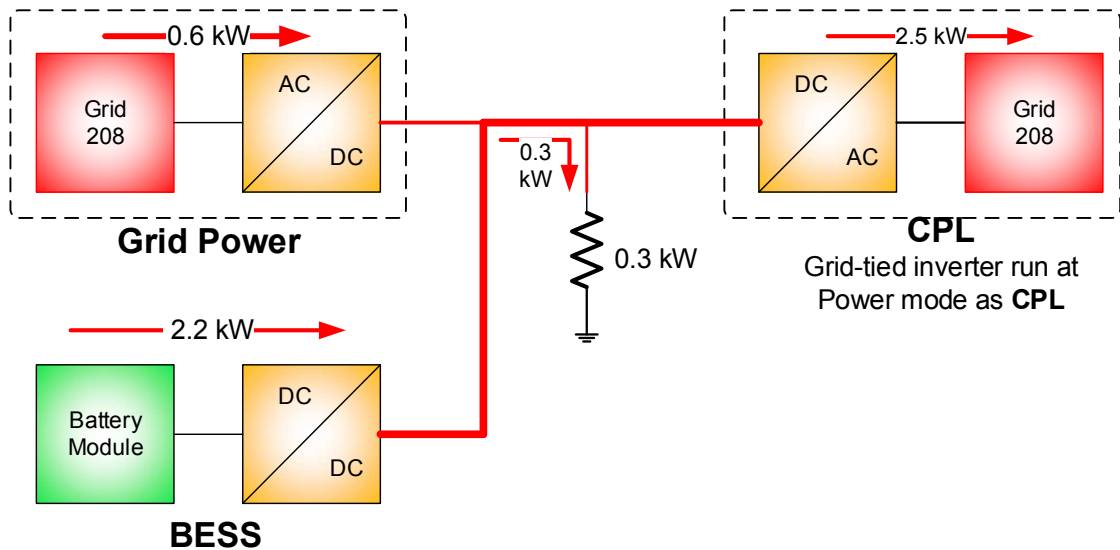 0.6 kW
Grid
208
AC
DC
Grid Power
2.2 kW
Battery
Module
DC
DC
BESS
0.3
kW
0.3 kW
2.5 kW
DC
AC
Grid
208
CPL
Grid-tied inverter run at
Power mode as CPL